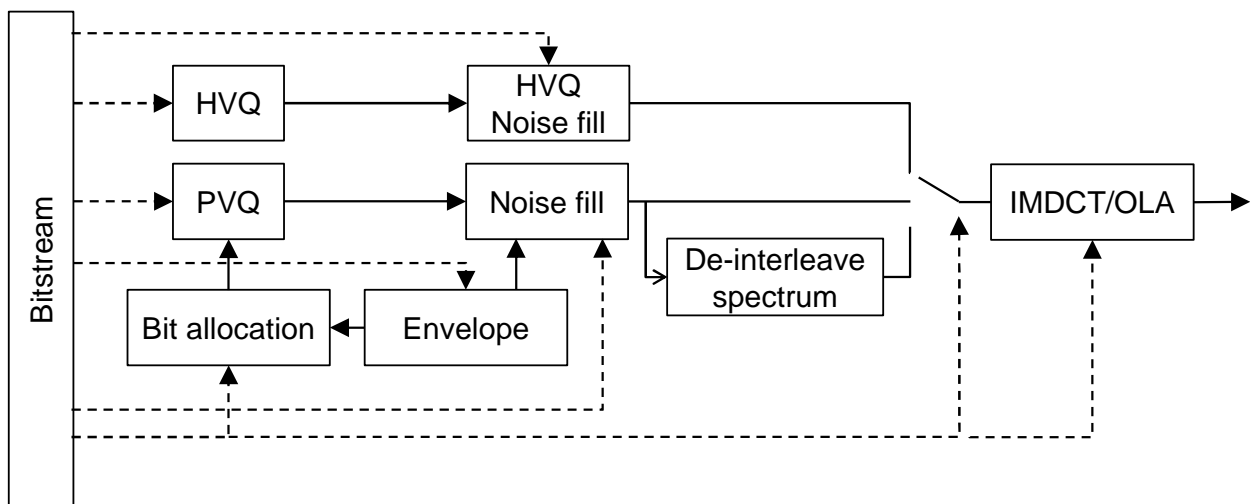 Bitstream
HVQ
HVQ
Noise fill
PVQ
Noise fill
IMDCT/OLA
De-interleave
spectrum
Bit allocation
Envelope